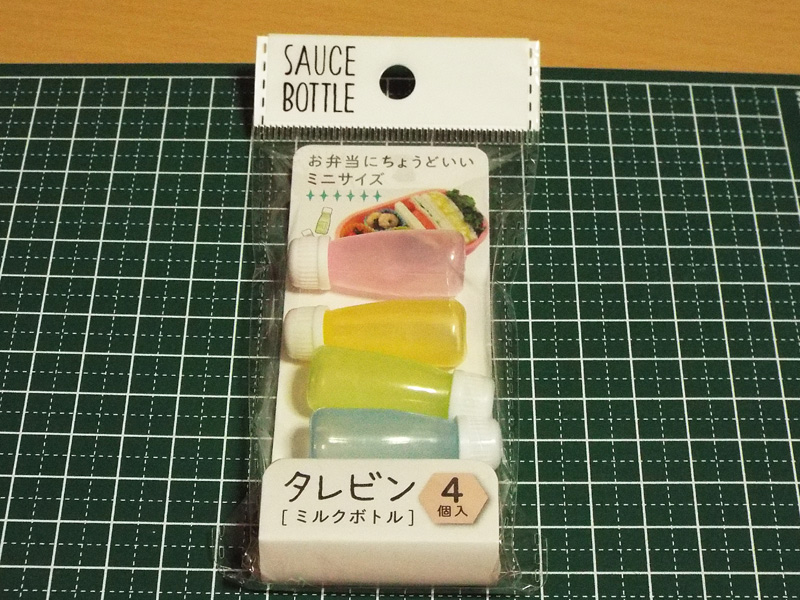 SAUCE
BOTTLE
お弁当にちょうどいい
ミニサイズ
タレビン
[ミルクボトル]
4
個入